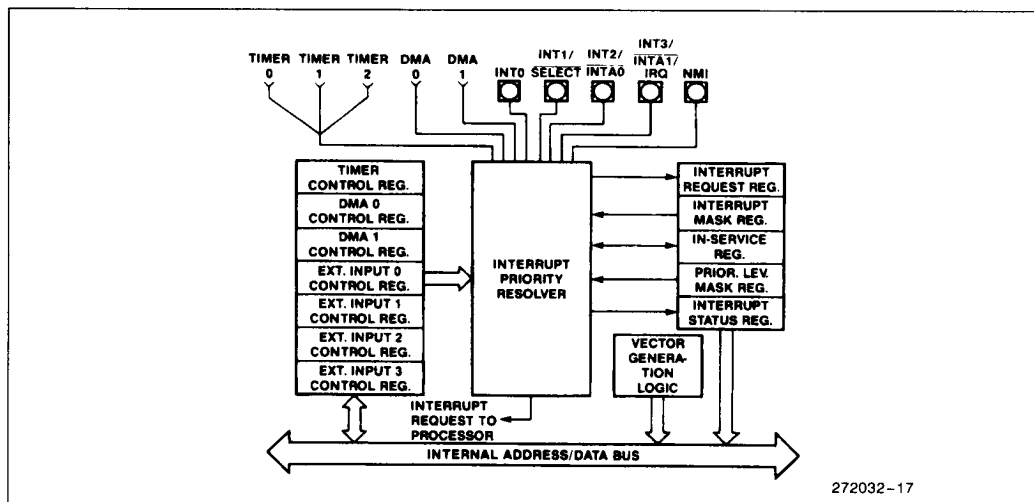 TIMER TIMER TIMER DMA DMA
0 1 2 0 1
INT0
INT1/
SELECT
INT2/
INTA0
INT3/
INTA1/
IRQ
NMI
TIMER
CONTROL REG.
DMA 0
CONTROL REG.
DMA 1
CONTROL REG.
EXT. INPUT 0
CONTROL REG.
EXT. INPUT 1
CONTROL REG.
EXT. INPUT 2
CONTROL REG.
EXT. INPUT 3
CONTROL REG.
INTERRUPT
PRIORITY
RESOLVER
INTERRUPT
REQUEST REG.
INTERRUPT
MASK REG.
IN-SERVICE
REG.
PRIOR. LEV.
MASK REG.
INTERRUPT
STATUS REG.
VECTOR
GENERA-
TION
LOGIC
INTERRUPT
REQUEST TO
PROCESSOR
INTERNAL ADDRESS/DATA BUS
272032-17